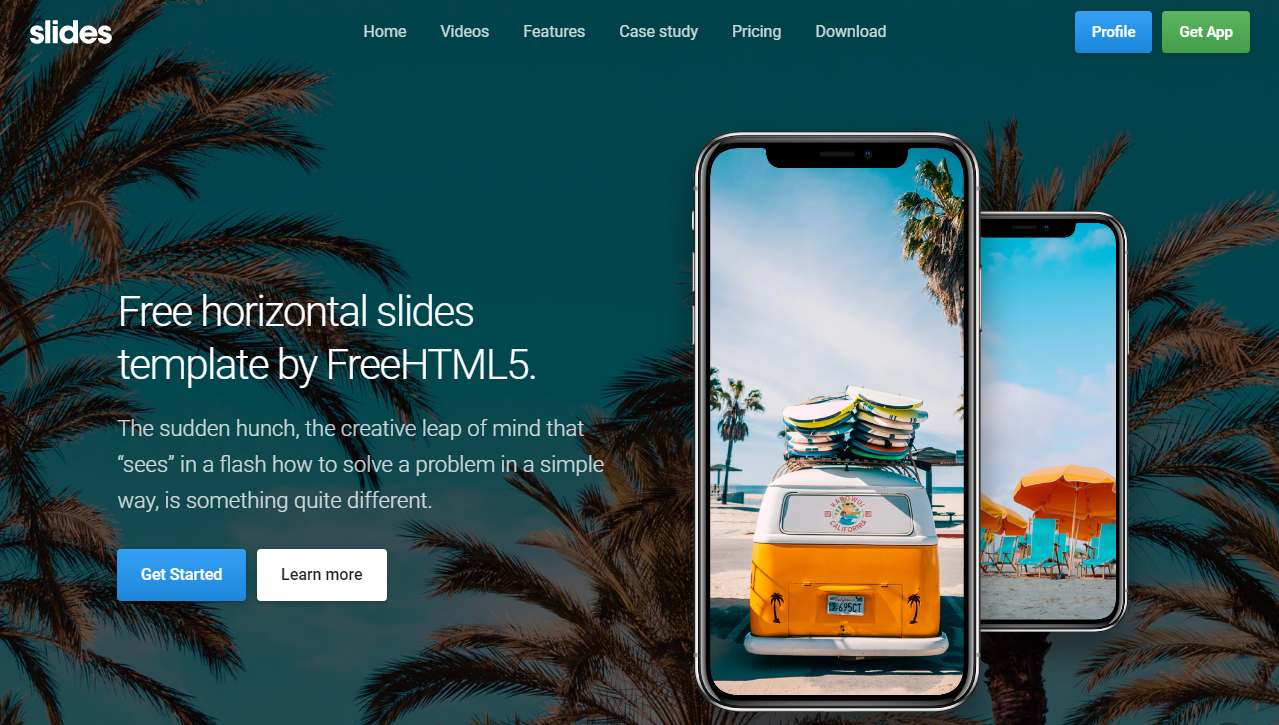 slides
Home Videos Features Case study Pricing Download
Profile Get App
Free horizontal slides
template by FreeHTML5.
The sudden hunch, the creative leap of mind that
“sees” in a flash how to solve a problem in a simple
way, is something quite different.
Get Started Learn more
CALIFORNIA
695CT